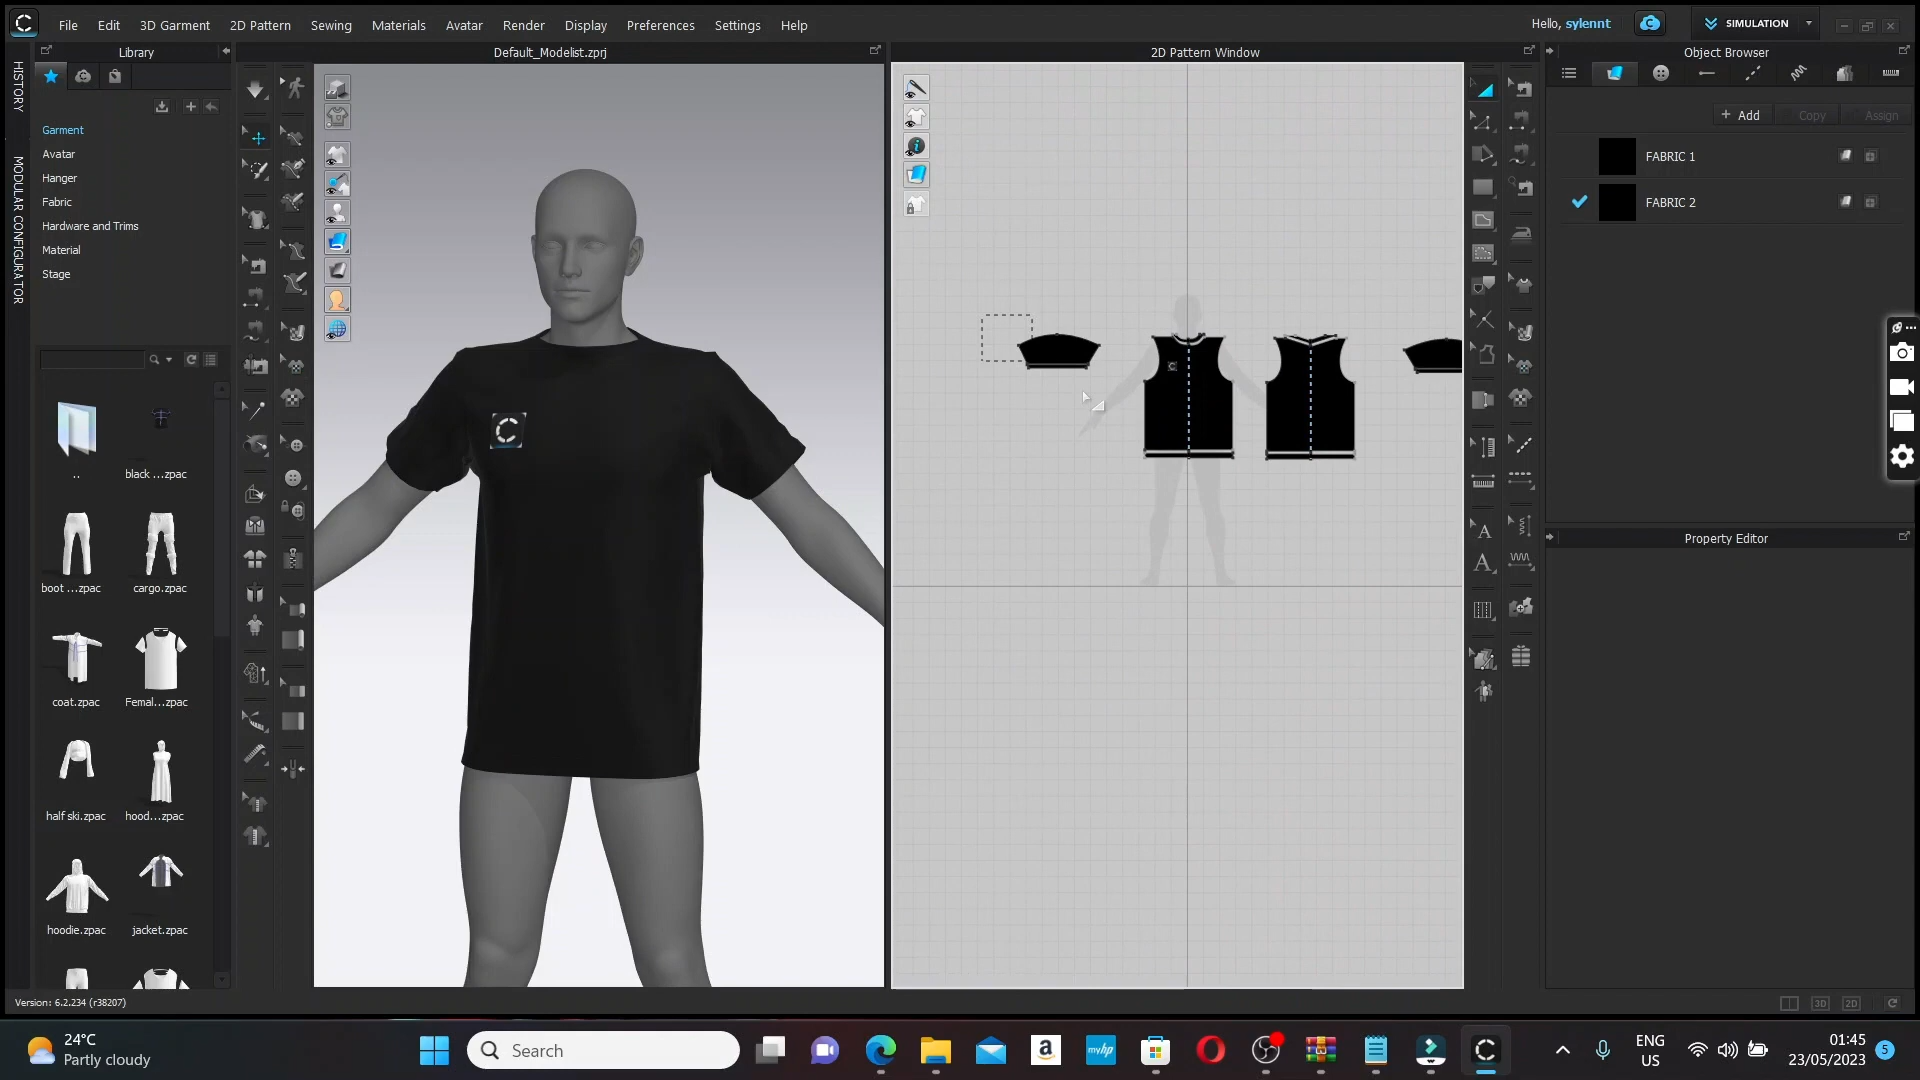 File Edit 3D Garment 2D Pattern Sewing Materials Avatar Render Display Preferences Settings Help
Hello, sylennt
SIMULATION
Library
Default_Modelist.zprj
2D Pattern Window
Object Browser
HISTORY
MODULAR CONFIGURATOR
Garment
Avatar
Hanger
Fabric
Hardware and Trims
Material
Stage
+ Add
Copy
Assign
FABRIC 1
FABRIC 2
Property Editor
..
black ...zpac
boot ...zpac
cargo.zpac
coat.zpac
Femal...zpac
half ski.zpac
hood...zpac
hoodie.zpac
jacket.zpac
A
A
Version: 6.2.234 (r38207)
3D
2D
24°C
Partly cloudy
Search
a
myhp
ENG
US
01:45
23/05/2023
5